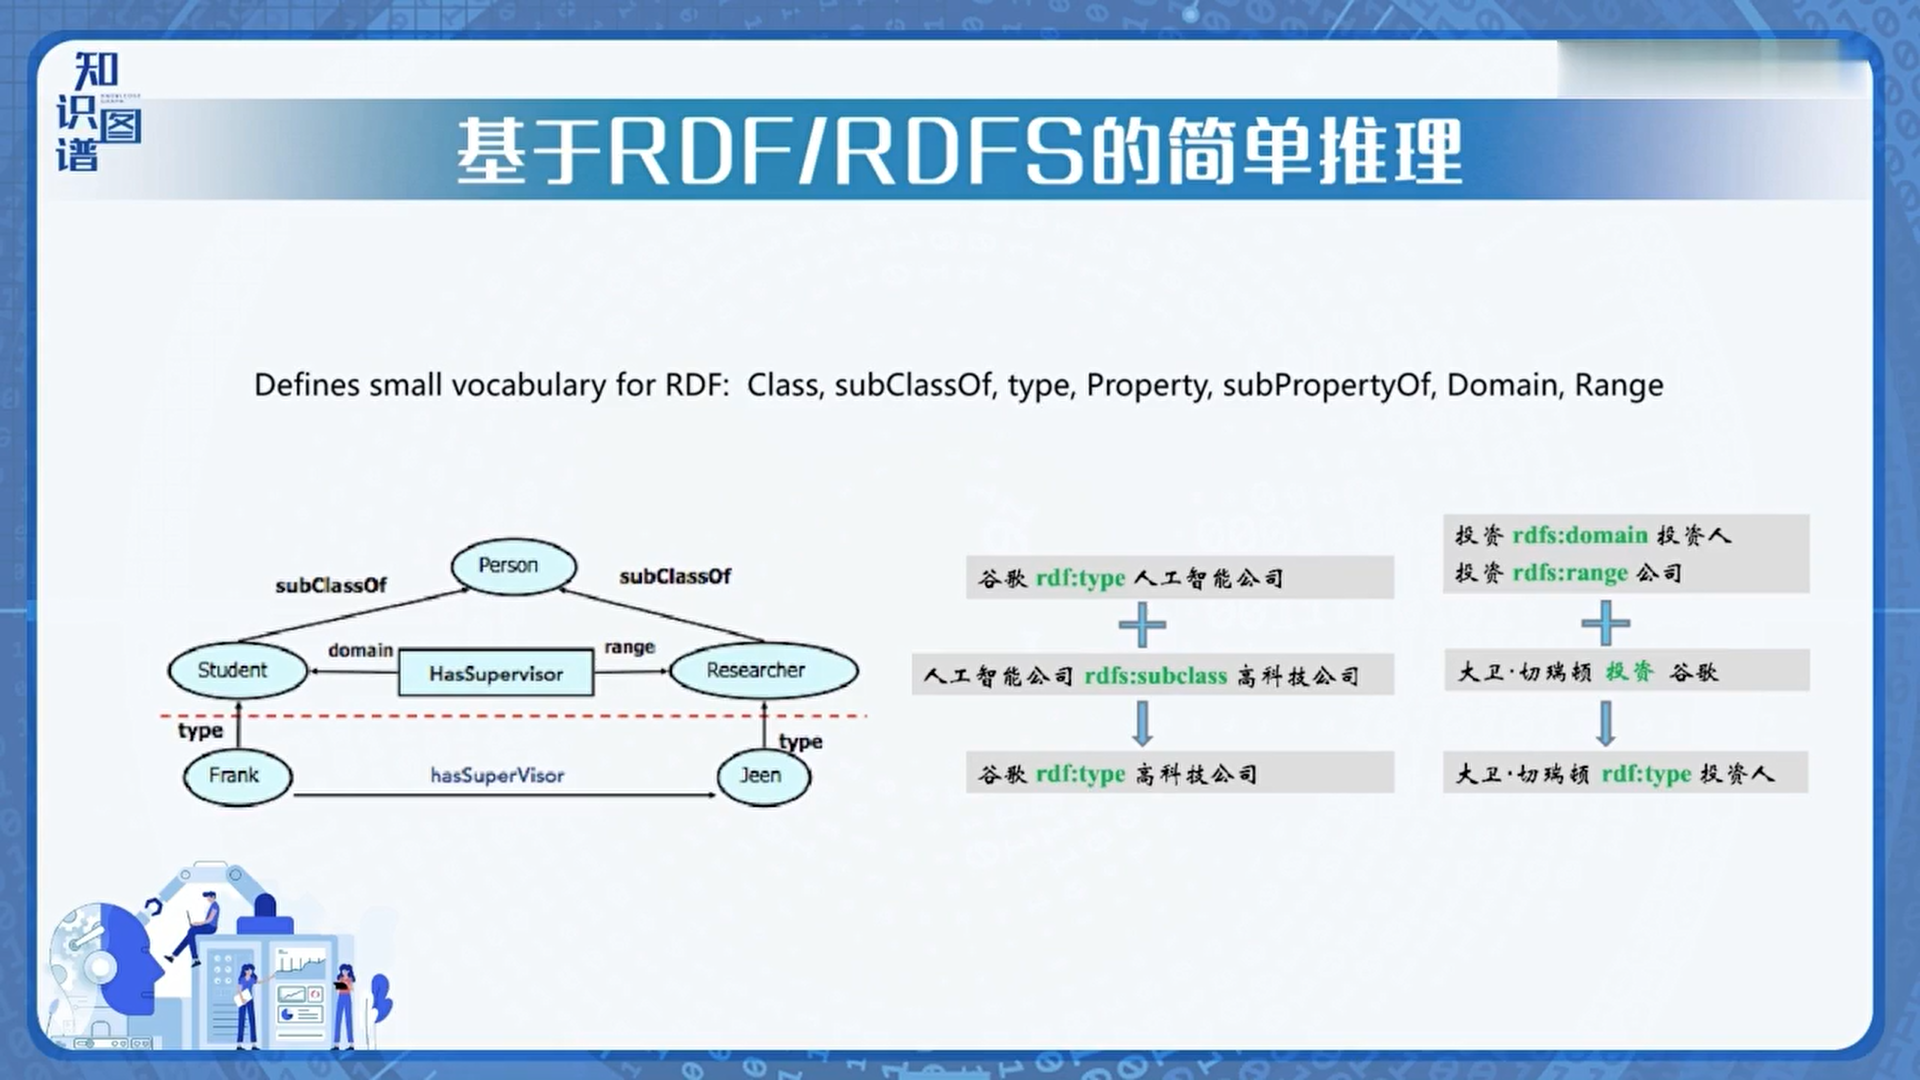 知识图谱
基于RDF/RDFS的简单推理
Defines small vocabulary for RDF: Class, subClassOf, type, Property, subPropertyOf, Domain, Range
Person
subClassOf
subClassOf
Student
domain
HasSupervisor
range
Researcher
type
type
Frank
hasSuperVisor
Jeen
谷歌 rdf:type 人工智能公司
人工智能公司 rdfs:subclass 高科技公司
谷歌 rdf:type 高科技公司
投资 rdfs:domain 投资人
投资 rdfs:range 公司
大卫·切瑞顿 投资 谷歌
大卫·切瑞顿 rdf:type 投资人